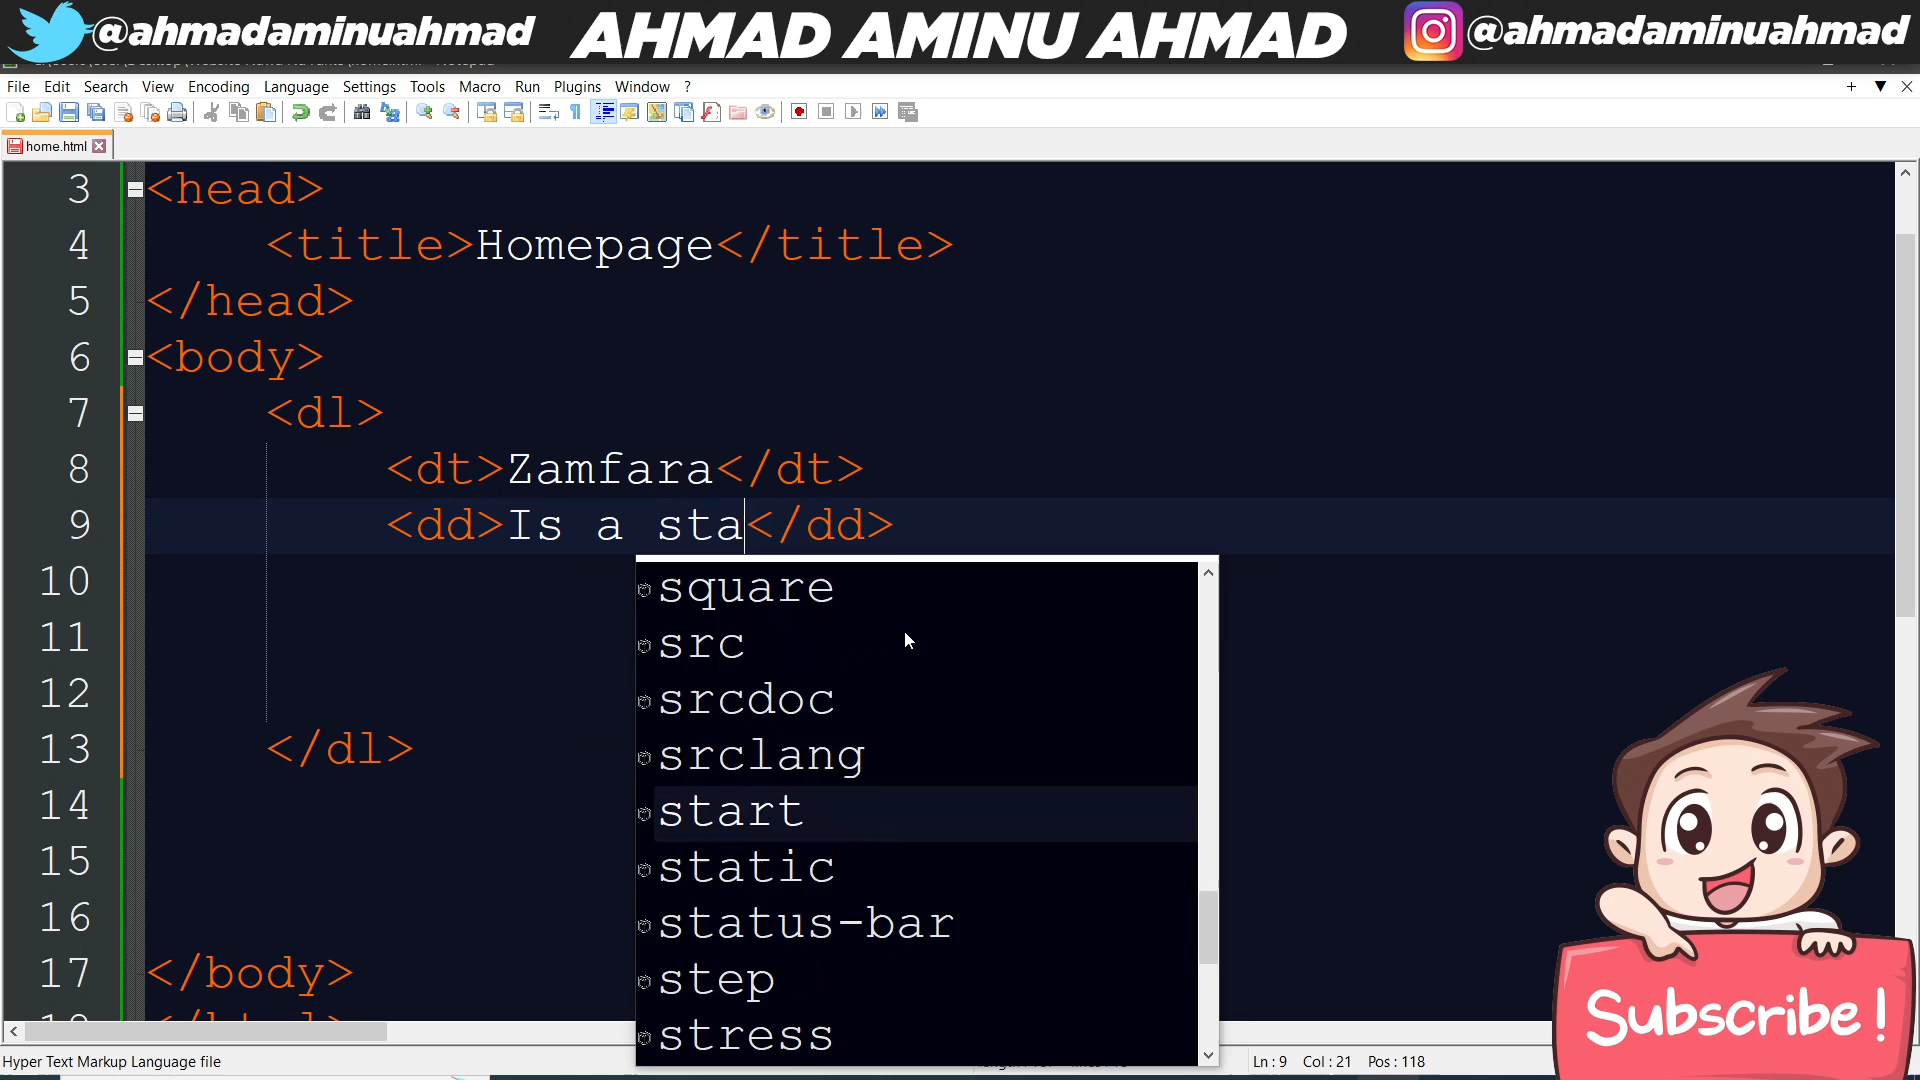 @ahmadaminuahmad AHMAD AMINU AHMAD @ahmadaminuahmad
File Edit Search View Encoding Language Settings Tools Macro Run Plugins Window ?
home.html
3 <head>
4 <title>Homepage</title>
5 </head>
6 <body>
7 <dl>
8 <dt>Zamfara</dt>
9 <dd>Is a sta</dd>
10 square
11 src
12 srcdoc
13 </dl> srclang
14 start
15 static
16 status-bar
17 </body> step
stress
Subscribe!
Hyper Text Markup Language file Ln : 9 Col : 21 Pos : 118